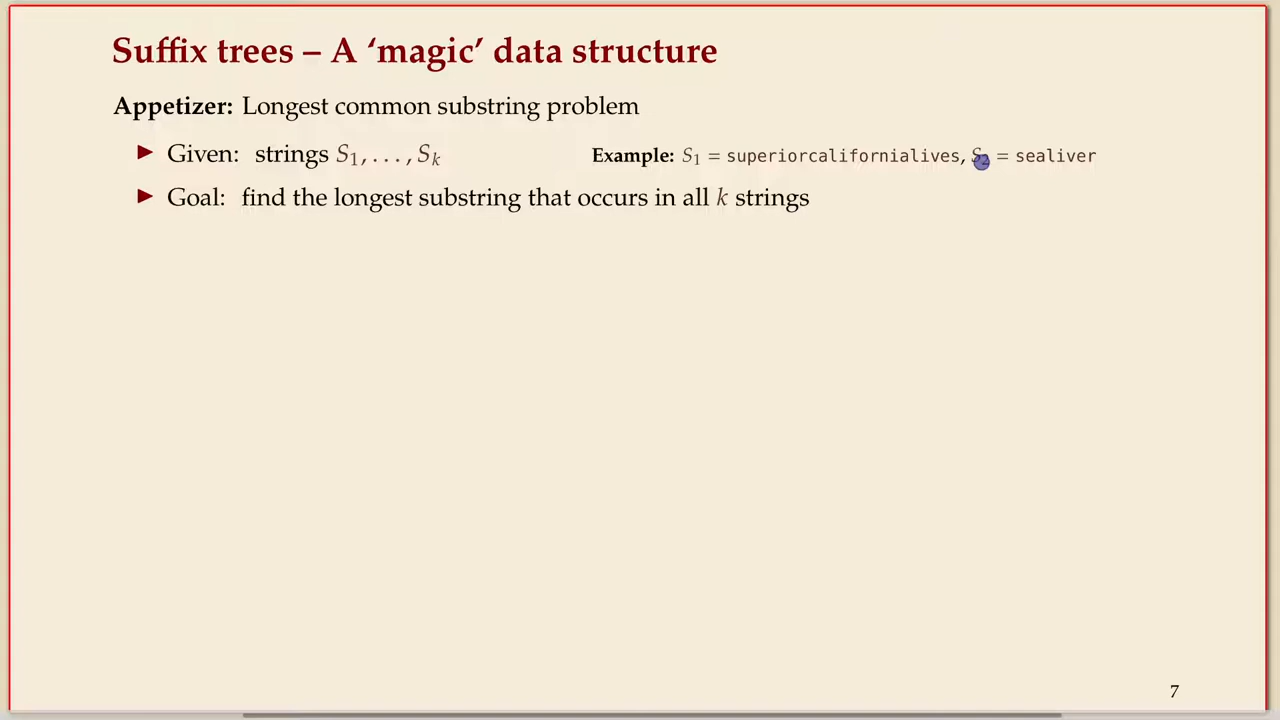 Suffix trees – A ‘magic’ data structure
Appetizer: Longest common substring problem
▶ Given: strings S1, . . . , Sk
Example: S1 = superiorcalifornialives, S2 = sealiver
▶ Goal: find the longest substring that occurs in all k strings
7